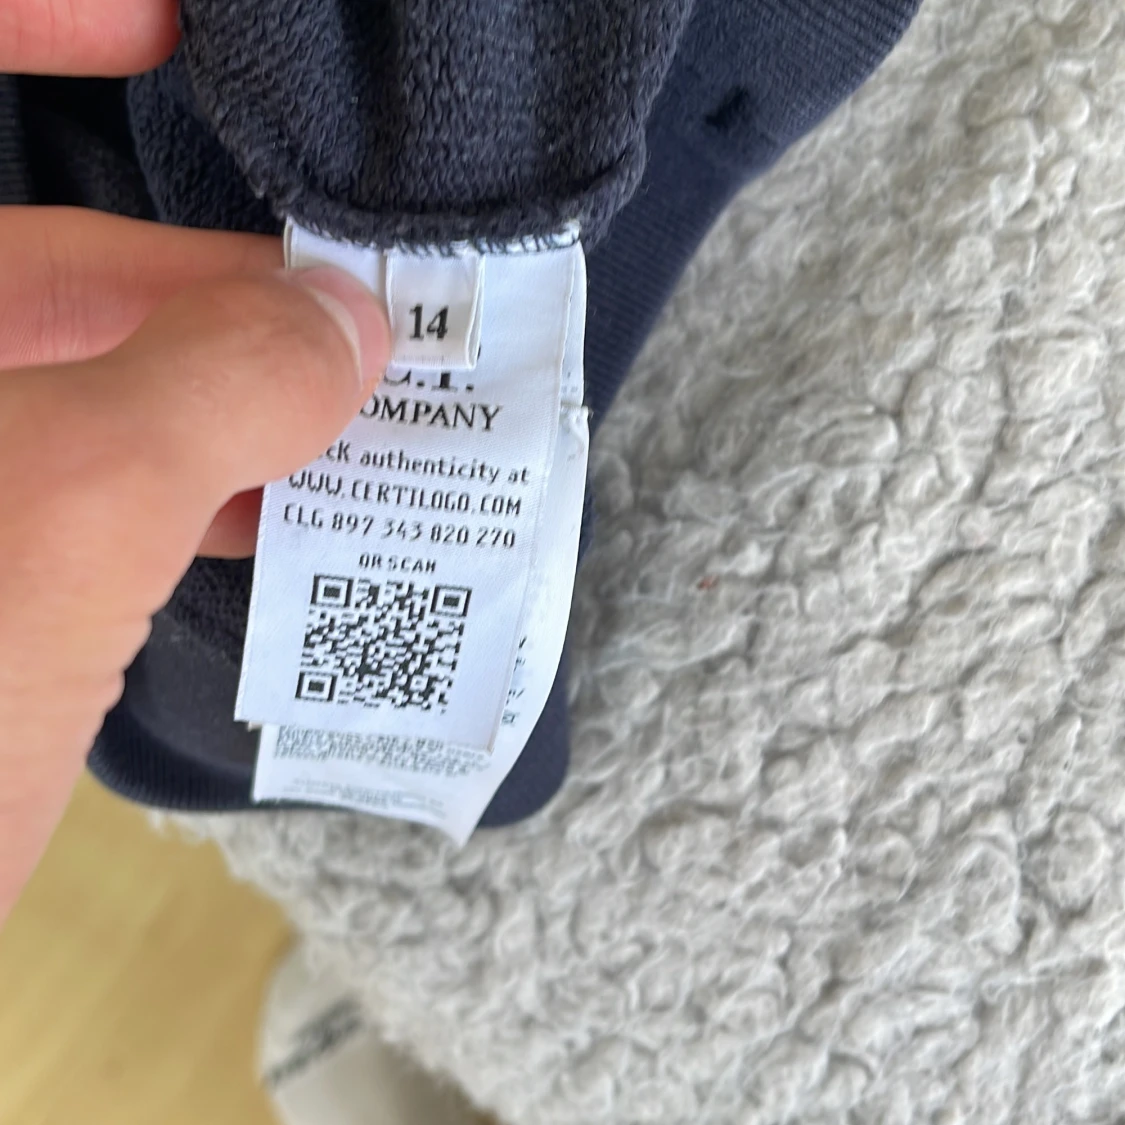 14
C.P.
OMPANY
ck authenticity at
WWW.CERTILOGO.COM
CLG 897 343 820 270
OR SCAN